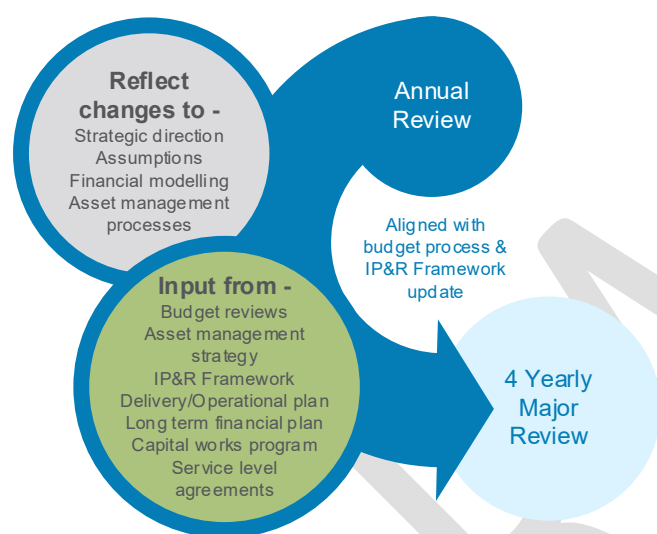 Reflect
changes to -
Strategic direction
Assumptions
Financial modelling
Asset management
processes
Annual
Review
Aligned with
budget process &
IP&R Framework
update
Input from -
Budget reviews
Asset management
strategy
IP&R Framework
Delivery/Operational plan
Long term financial plan
Capital works program
Service level
agreements
4 Yearly
Major
Review